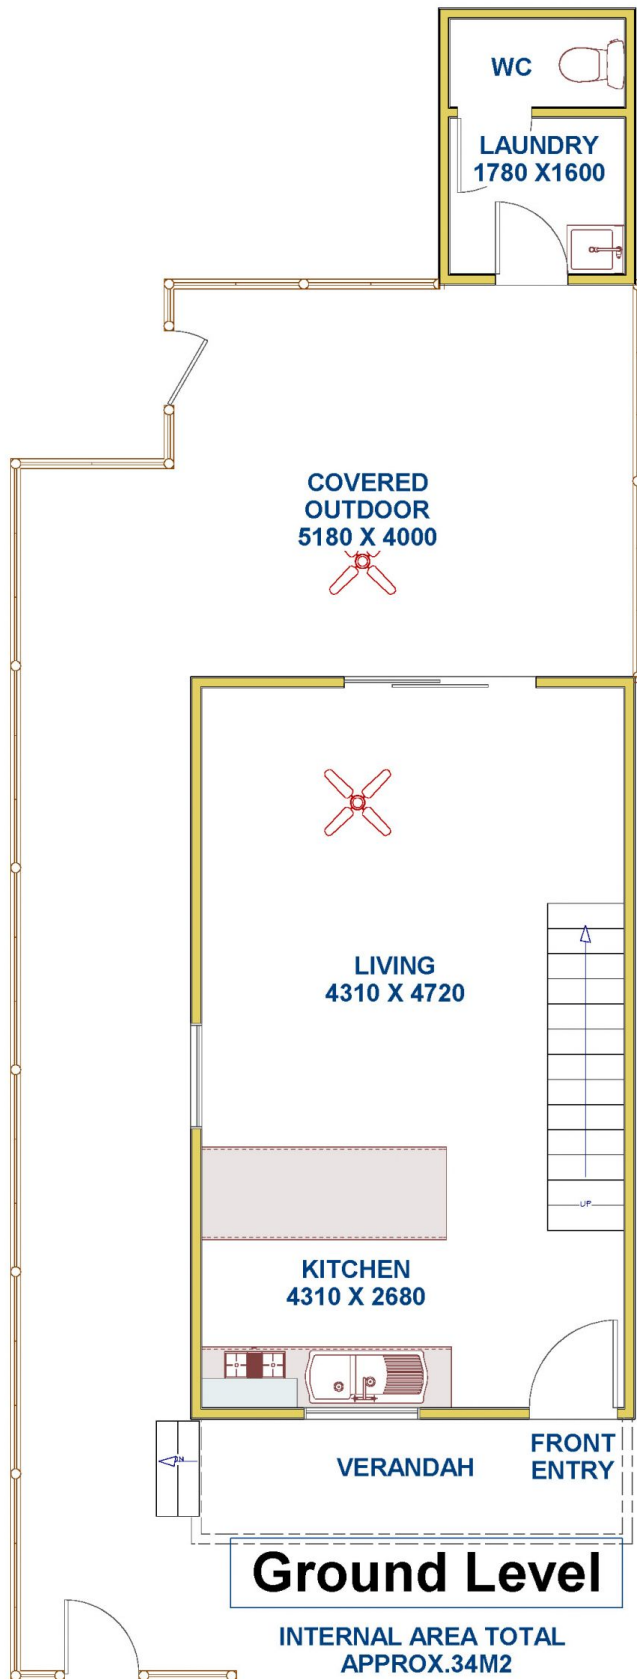 WC
LAUNDRY
1780 X1600
COVERED
OUTDOOR
5180 X 4000
LIVING
4310 X 4720
UP
KITCHEN
4310 X 2680
DN
VERANDAH
FRONT
ENTRY
Ground Level
INTERNAL AREA TOTAL
APPROX.34M2